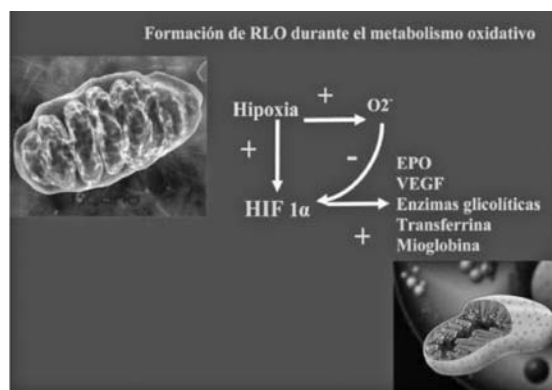 Formación de RLO durante el metabolismo oxidativo
Hipoxia
+
O2-
+
-
HIF 1α
+
EPO
VEGF
Enzimas glicolíticas
Transferrina
Mioglobina